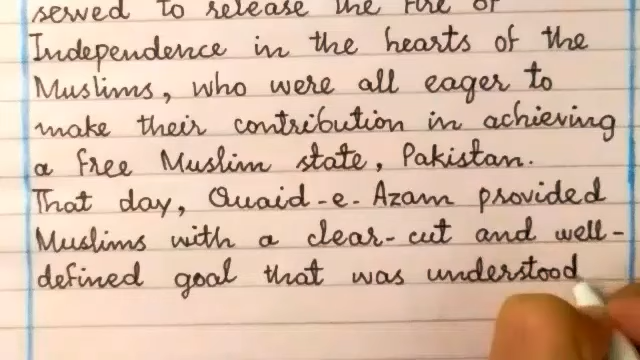 served to release the fire of
Independence in the hearts of the
Muslims, who were all eager to
make their contribution in achieving
a free Muslim state, Pakistan.
That day, Quaid-e-Azam provided
Muslims with a clear-cut and well-
defined goal that was understood